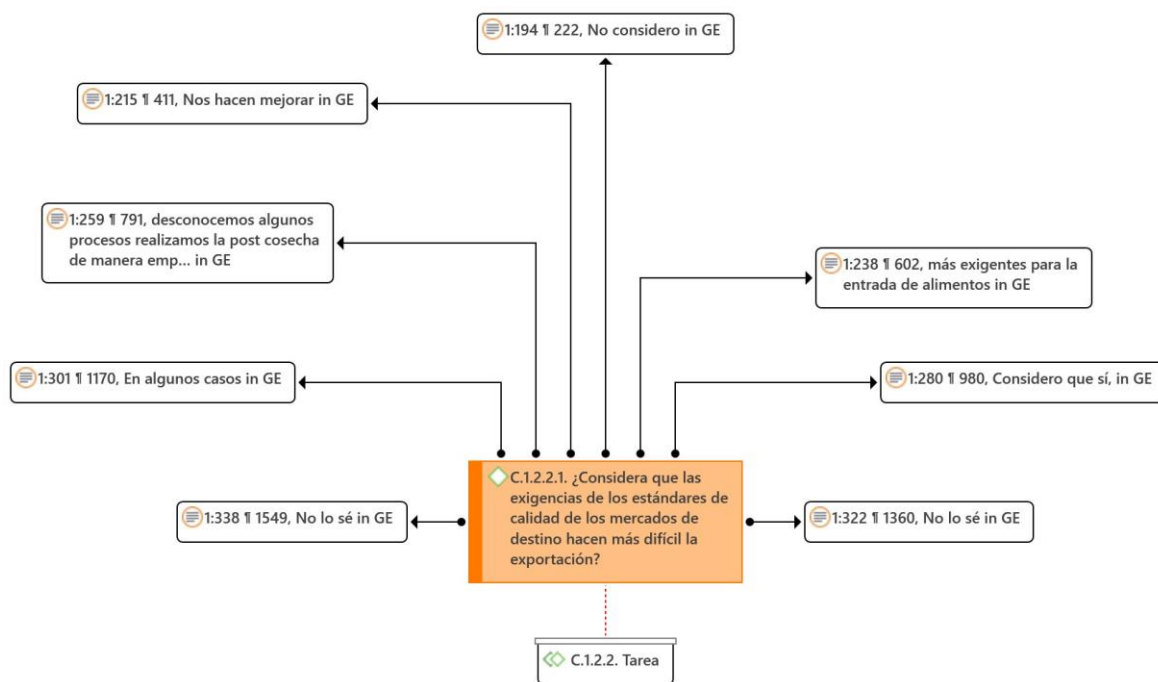 1:194 ¶ 222, No considero in GE
1:215 ¶ 411, Nos hacen mejorar in GE
1:259 ¶ 791, desconocemos algunos
procesos realizamos la post cosecha
de manera emp... in GE
1:238 ¶ 602, más exigentes para la
entrada de alimentos in GE
1:301 ¶ 1170, En algunos casos in GE
1:280 ¶ 980, Considero que sí, in GE
C.1.2.2.1. ¿Considera que las
exigencias de los estándares de
calidad de los mercados de
destino hacen más difícil la
exportación?
1:338 ¶ 1549, No lo sé in GE
1:322 ¶ 1360, No lo sé in GE
C.1.2.2. Tarea